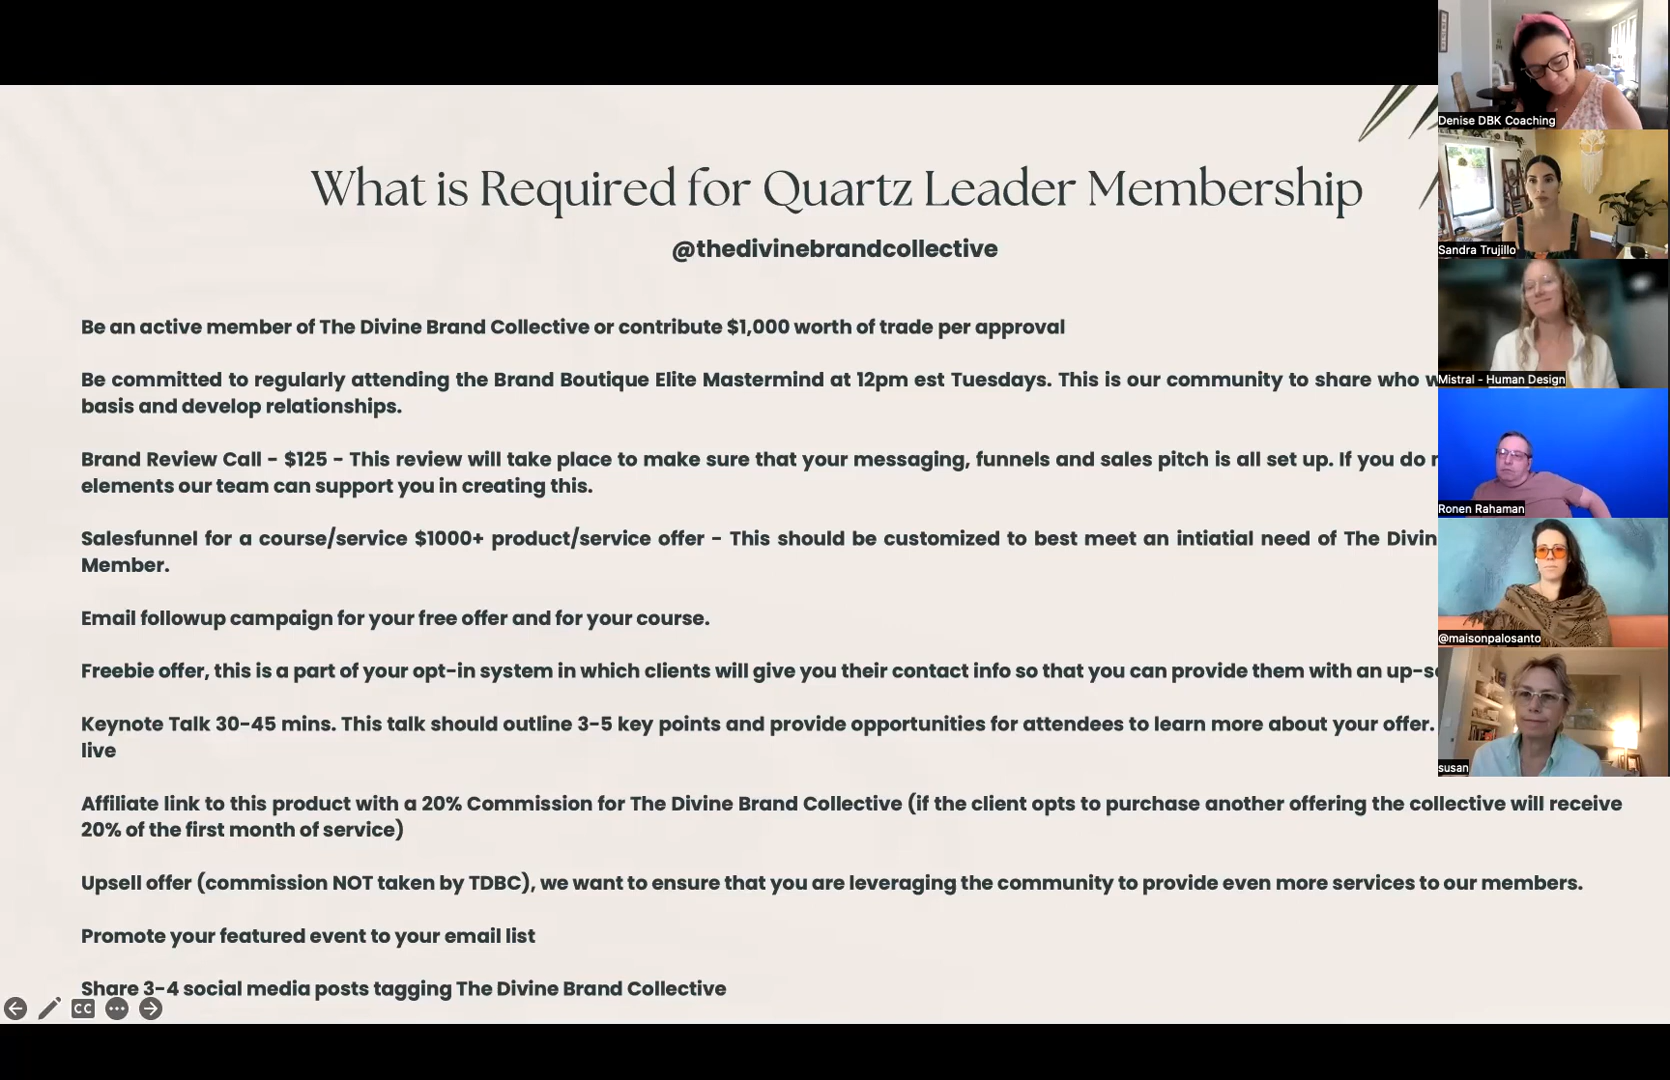 What is Required for Quartz Leader Membership
@thedivinebrandcollective
Be an active member of The Divine Brand Collective or contribute $1,000 worth of trade per approval
Be committed to regularly attending the Brand Boutique Elite Mastermind at 12pm est Tuesdays. This is our community to share who
basis and develop relationships.
Brand Review Call - $125 - This review will take place to make sure that your messaging, funnels and sales pitch is all set up. If you do
elements our team can support you in creating this.
Salesfunnel for a course/service $1000+ product/service offer - This should be customized to best meet an intiatial need of The Divin
Member.
Email followup campaign for your free offer and for your course.
Freebie offer, this is a part of your opt-in system in which clients will give you their contact info so that you can provide them with an up-s
Keynote Talk 30-45 mins. This talk should outline 3-5 key points and provide opportunities for attendees to learn more about your offer.
live
Affiliate link to this product with a 20% Commission for The Divine Brand Collective (if the client opts to purchase another offering the collective will receive
20% of the first month of service)
Upsell offer (commission NOT taken by TDBC), we want to ensure that you are leveraging the community to provide even more services to our members.
Promote your featured event to your email list
Share 3-4 social media posts tagging The Divine Brand Collective
CC
Denise DBK Coaching
Sandra Trujillo
Mistral - Human Design
Ronen Rahaman
@maisonpalosanto
susan